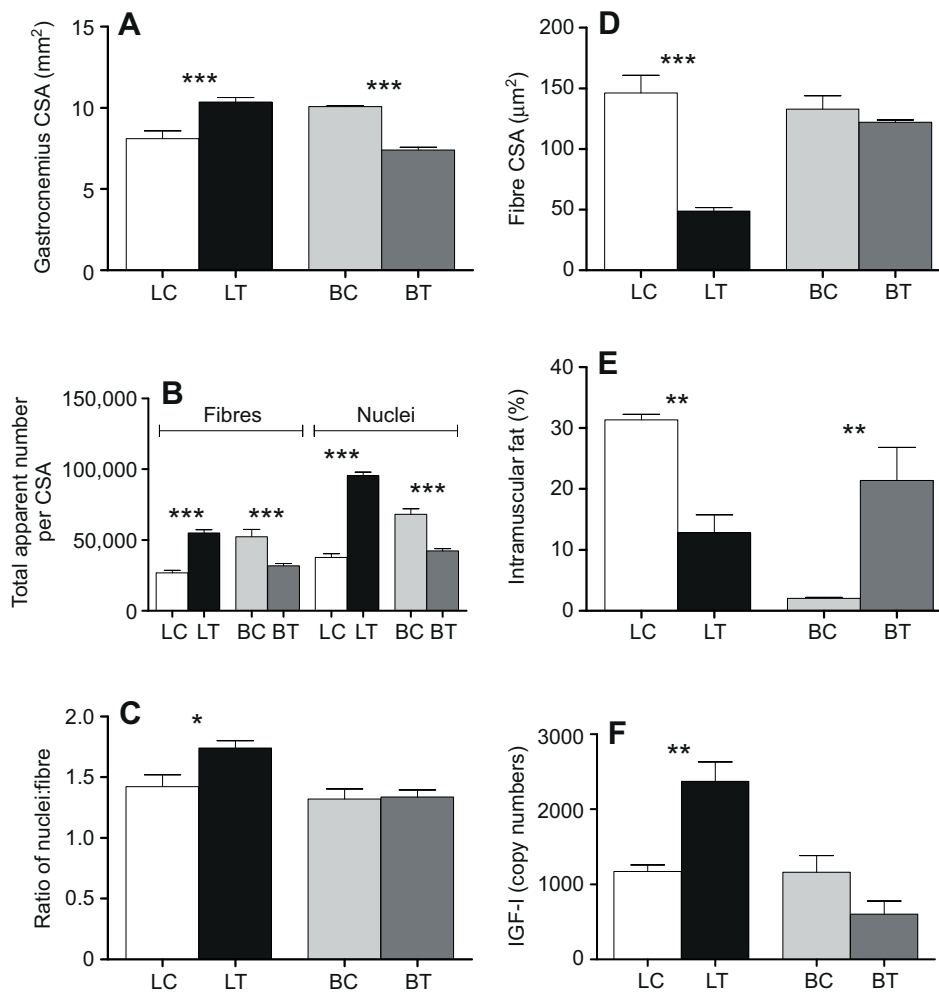 A
Gastrocnemius CSA (mm²)
15
10
5
0
***
***
LC
LT
BC
BT
D
Fibre CSA (μm²)
200
150
100
50
0
***
LC
LT
BC
BT
B
Total apparent number
per CSA
150,000
100,000
50,000
0
Fibres
Nuclei
***
***
***
***
LC LT
BC BT
LC LT
BC BT
E
Intramuscular fat (%)
40
30
20
10
0
**
**
LC
LT
BC
BT
C
Ratio of nuclei:fibre
2.0
1.5
1.0
0.5
0
*
LC
LT
BC
BT
F
IGF-I (copy numbers)
3000
2000
1000
0
**
LC
LT
BC
BT